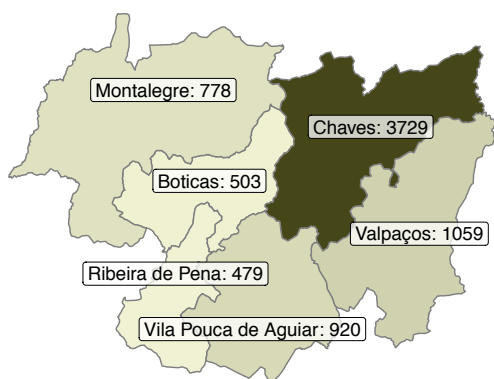 Montalegre: 778
Chaves: 3729
Boticas: 503
Valpaços: 1059
Ribeira de Pena: 479
Vila Pouca de Aguiar: 920